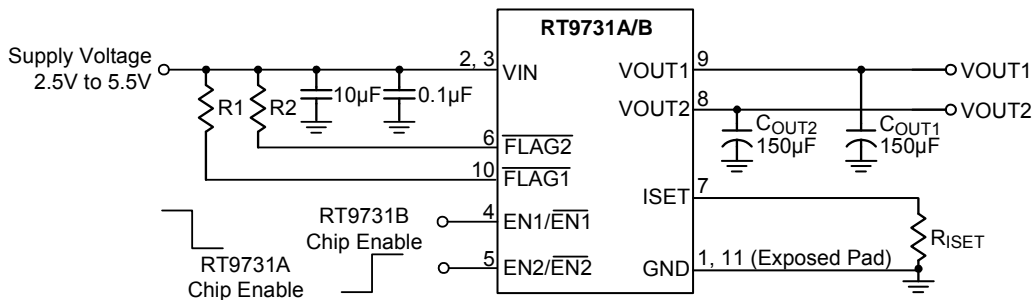 RT9731A/B
Supply Voltage
2.5V to 5.5V
R1
R2
10µF
0.1µF
2, 3
VIN
6
FLAG2
10
FLAG1
RT9731B
Chip Enable
4
EN1/EN1
RT9731A
Chip Enable
5
EN2/EN2
VOUT1
9
VOUT1
VOUT2
8
VOUT2
COUT2
150µF
COUT1
150µF
ISET
7
RISET
GND
1, 11 (Exposed Pad)